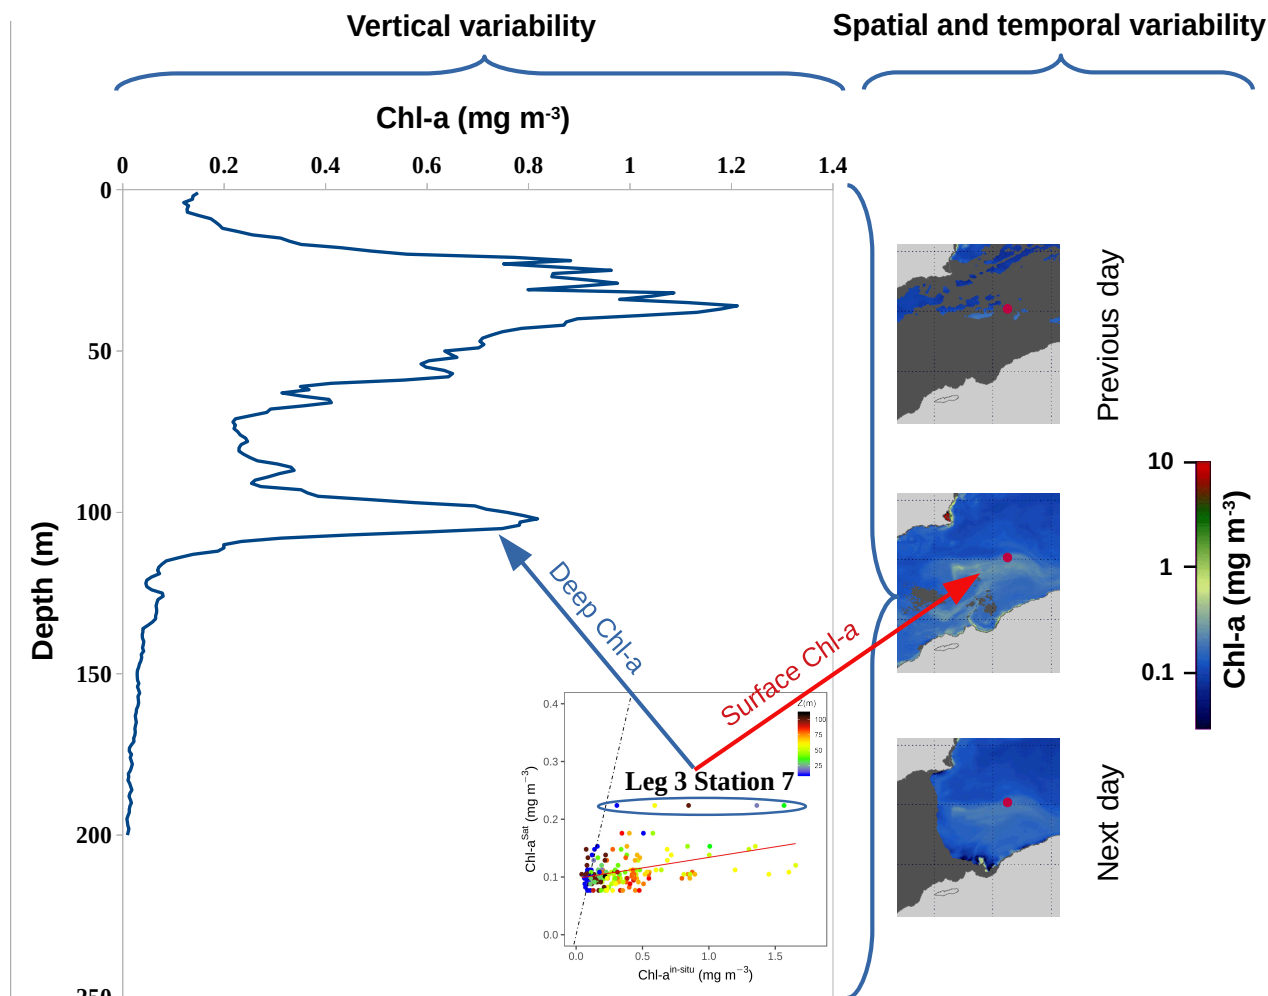 Vertical variability
Spatial and temporal variability
Chl-a (mg m-3)
0 0.2 0.4 0.6 0.8 1 1.2 1.4
0
50
100
150
200
250
Depth (m)
Deep Chl-a
Surface Chl-a
Leg 3 Station 7
Z(m)
100
75
50
25
0.4
0.3
0.2
0.1
0.0
Chl-aSat (mg m−3)
0.0 0.5 1.0 1.5
Chl-ain-situ (mg m−3)
Previous day
Next day
10
1
0.1
Chl-a (mg m-3)